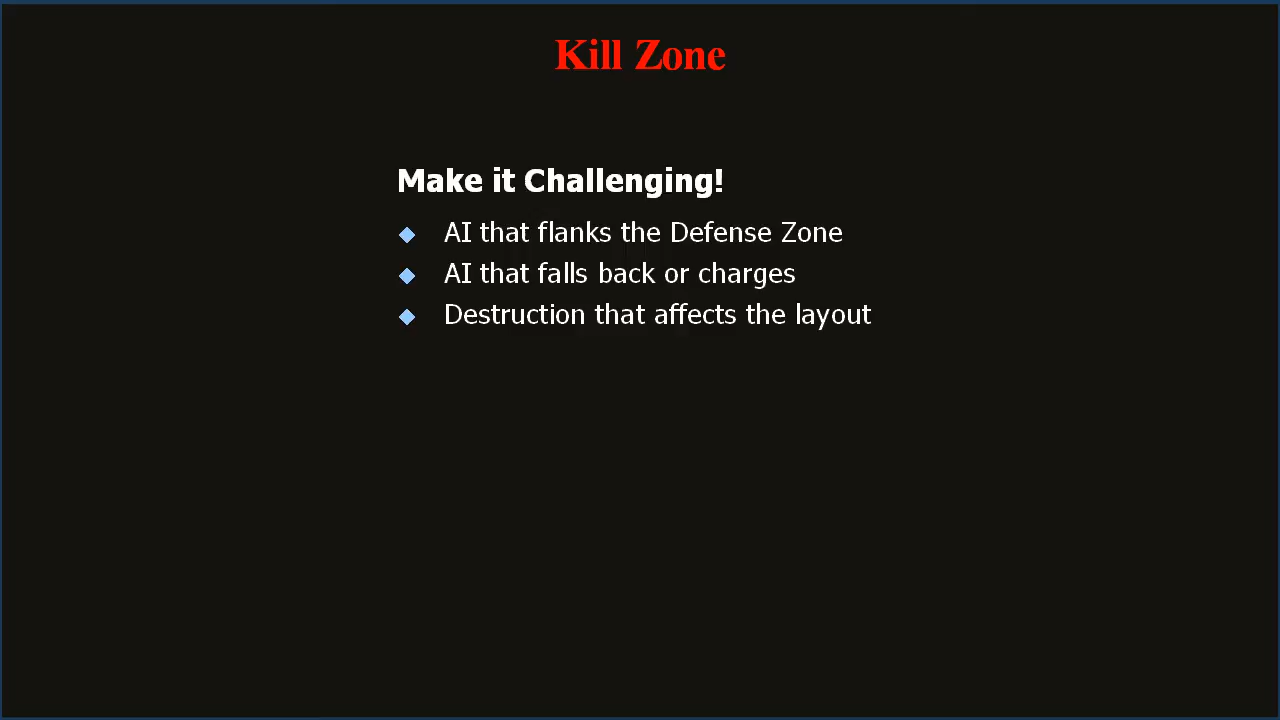 Kill Zone
Make it Challenging!
AI that flanks the Defense Zone
AI that falls back or charges
Destruction that affects the layout